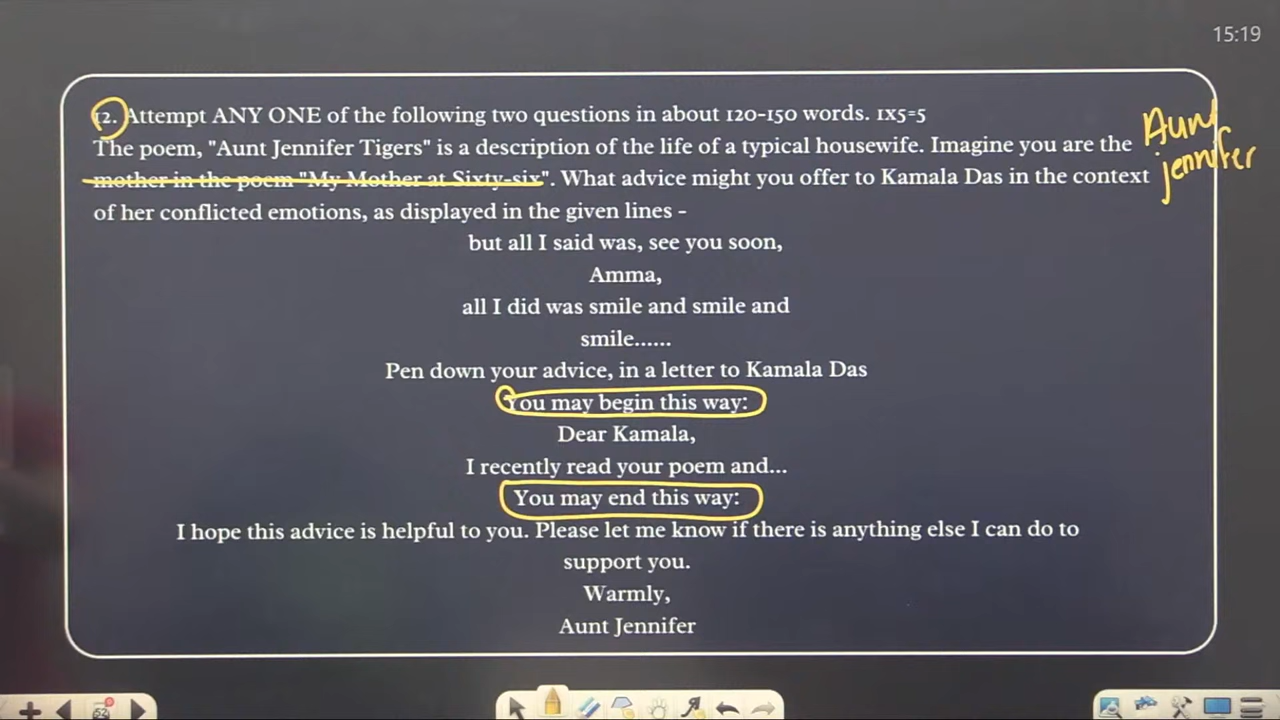 15:19
12. Attempt ANY ONE of the following two questions in about 120-150 words. 1x5=5
The poem, "Aunt Jennifer Tigers" is a description of the life of a typical housewife. Imagine you are the
Aunt
jennifer
mother in the poem "My Mother at Sixty-six". What advice might you offer to Kamala Das in the context
of her conflicted emotions, as displayed in the given lines -
but all I said was, see you soon,
Amma,
all I did was smile and smile and
smile......
Pen down your advice, in a letter to Kamala Das
You may begin this way:
Dear Kamala,
I recently read your poem and...
You may end this way:
I hope this advice is helpful to you. Please let me know if there is anything else I can do to
support you.
Warmly,
Aunt Jennifer